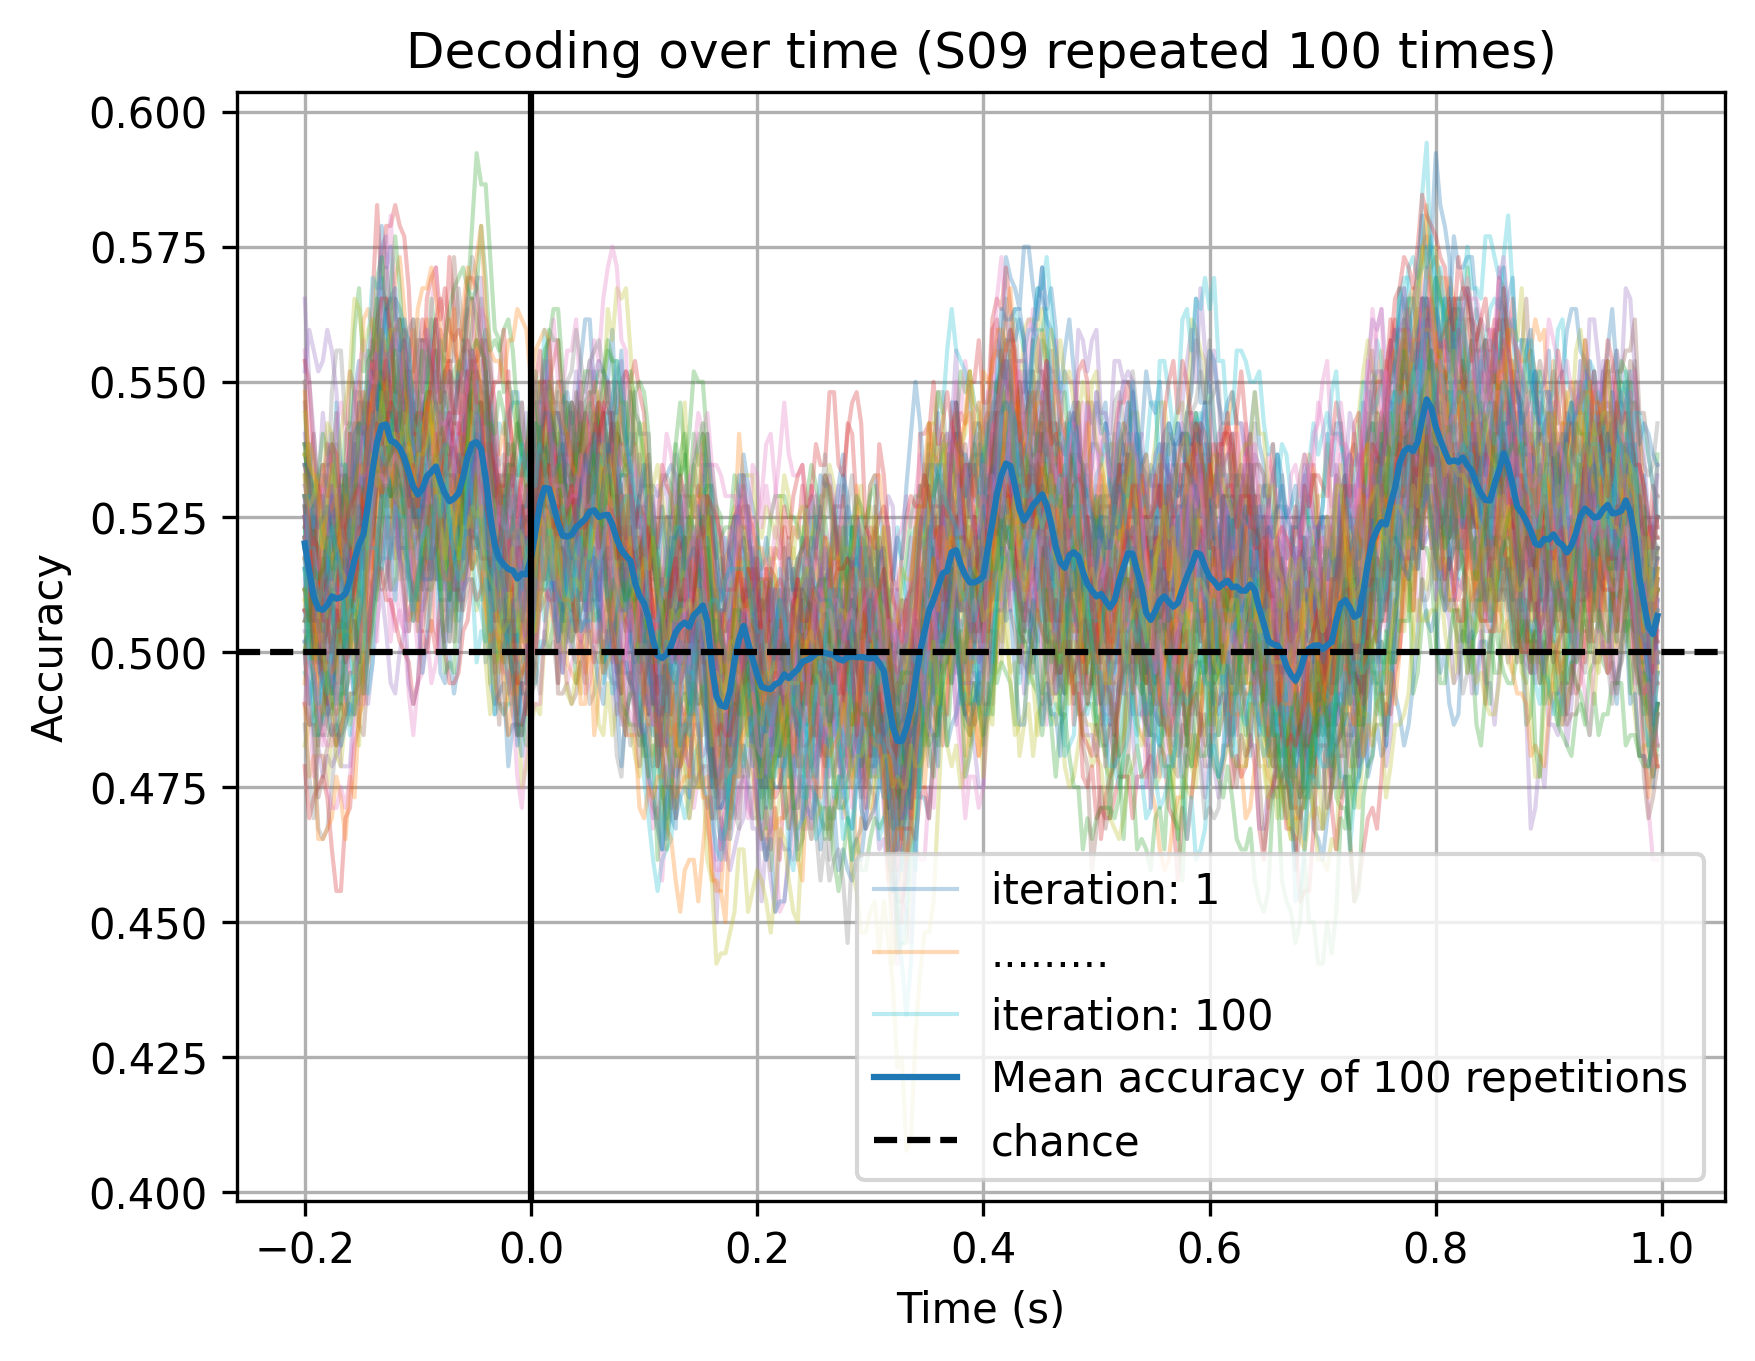 Decoding over time (S09 repeated 100 times)
0.600
0.575
0.550
0.525
0.500
0.475
0.450
0.425
0.400
Accuracy
iteration: 1
.........
iteration: 100
Mean accuracy of 100 repetitions
chance
−0.2 0.0 0.2 0.4 0.6 0.8 1.0
Time (s)